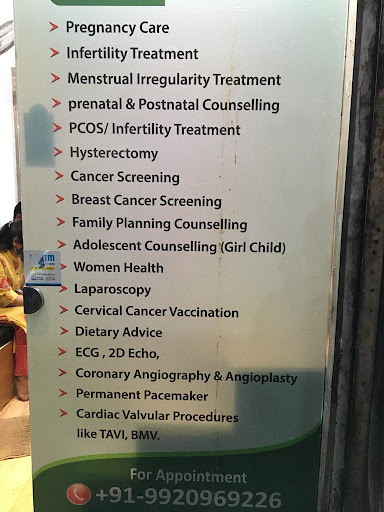 Pregnancy Care
Infertility Treatment
Menstrual Irregularity Treatment
prenatal & Postnatal Counselling
PCOS/ Infertility Treatment
Hysterectomy
Cancer Screening
Breast Cancer Screening
Family Planning Counselling
Adolescent Counselling (Girl Child)
Women Health
Laparoscopy
Cervical Cancer Vaccination
Dietary Advice
ECG , 2D Echo,
Coronary Angiography & Angioplasty
Permanent Pacemaker
Cardiac Valvular Procedures
like TAVI, BMV.
For Appointment
+91-9920969226